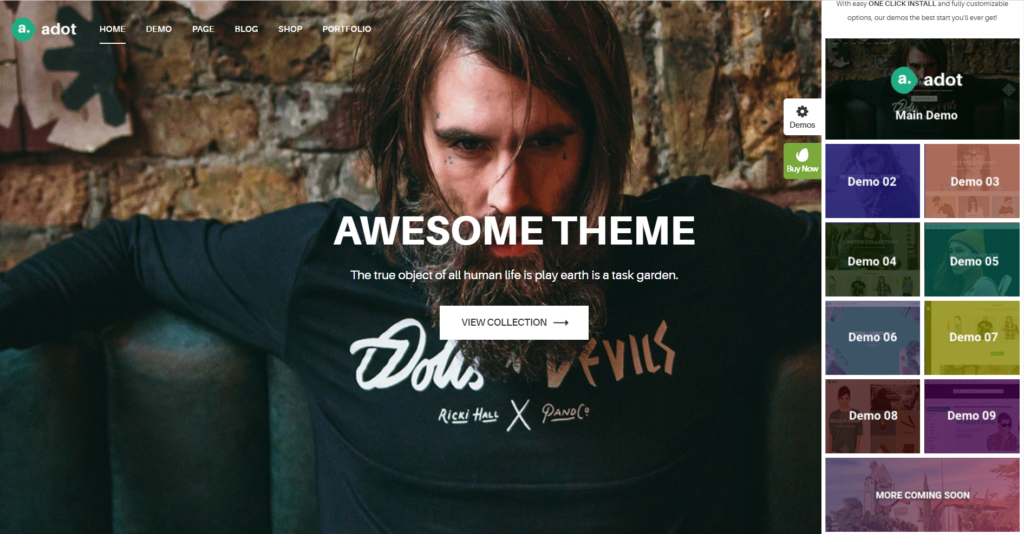 a. adot
HOME DEMO PAGE BLOG SHOP PORTFOLIO
AWESOME THEME
The true object of all human life is play earth is a task garden.
VIEW COLLECTION
DEVILS
RICKI HALL X PANDCO
Demos
Buy Now
With easy ONE CLICK INSTALL and fully customizable
options, our demos the best start you'll ever get!
a. adot
Main Demo
Demo 02
Demo 03
Demo 04
Demo 05
Demo 06
Demo 07
Demo 08
Demo 09
MORE COMING SOON